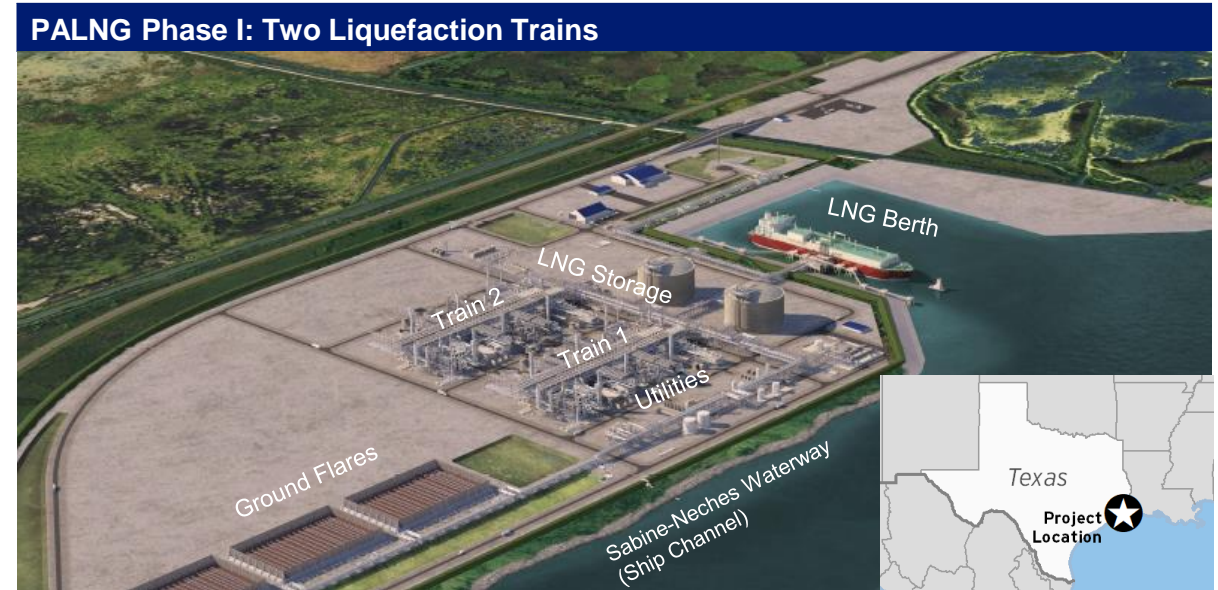 PALNG Phase I: Two Liquefaction Trains
LNG Berth
LNG Storage
Train 2
Train 1
Utilities
Ground Flares
Sabine-Neches Waterway
(Ship Channel)
Texas
Project
Location